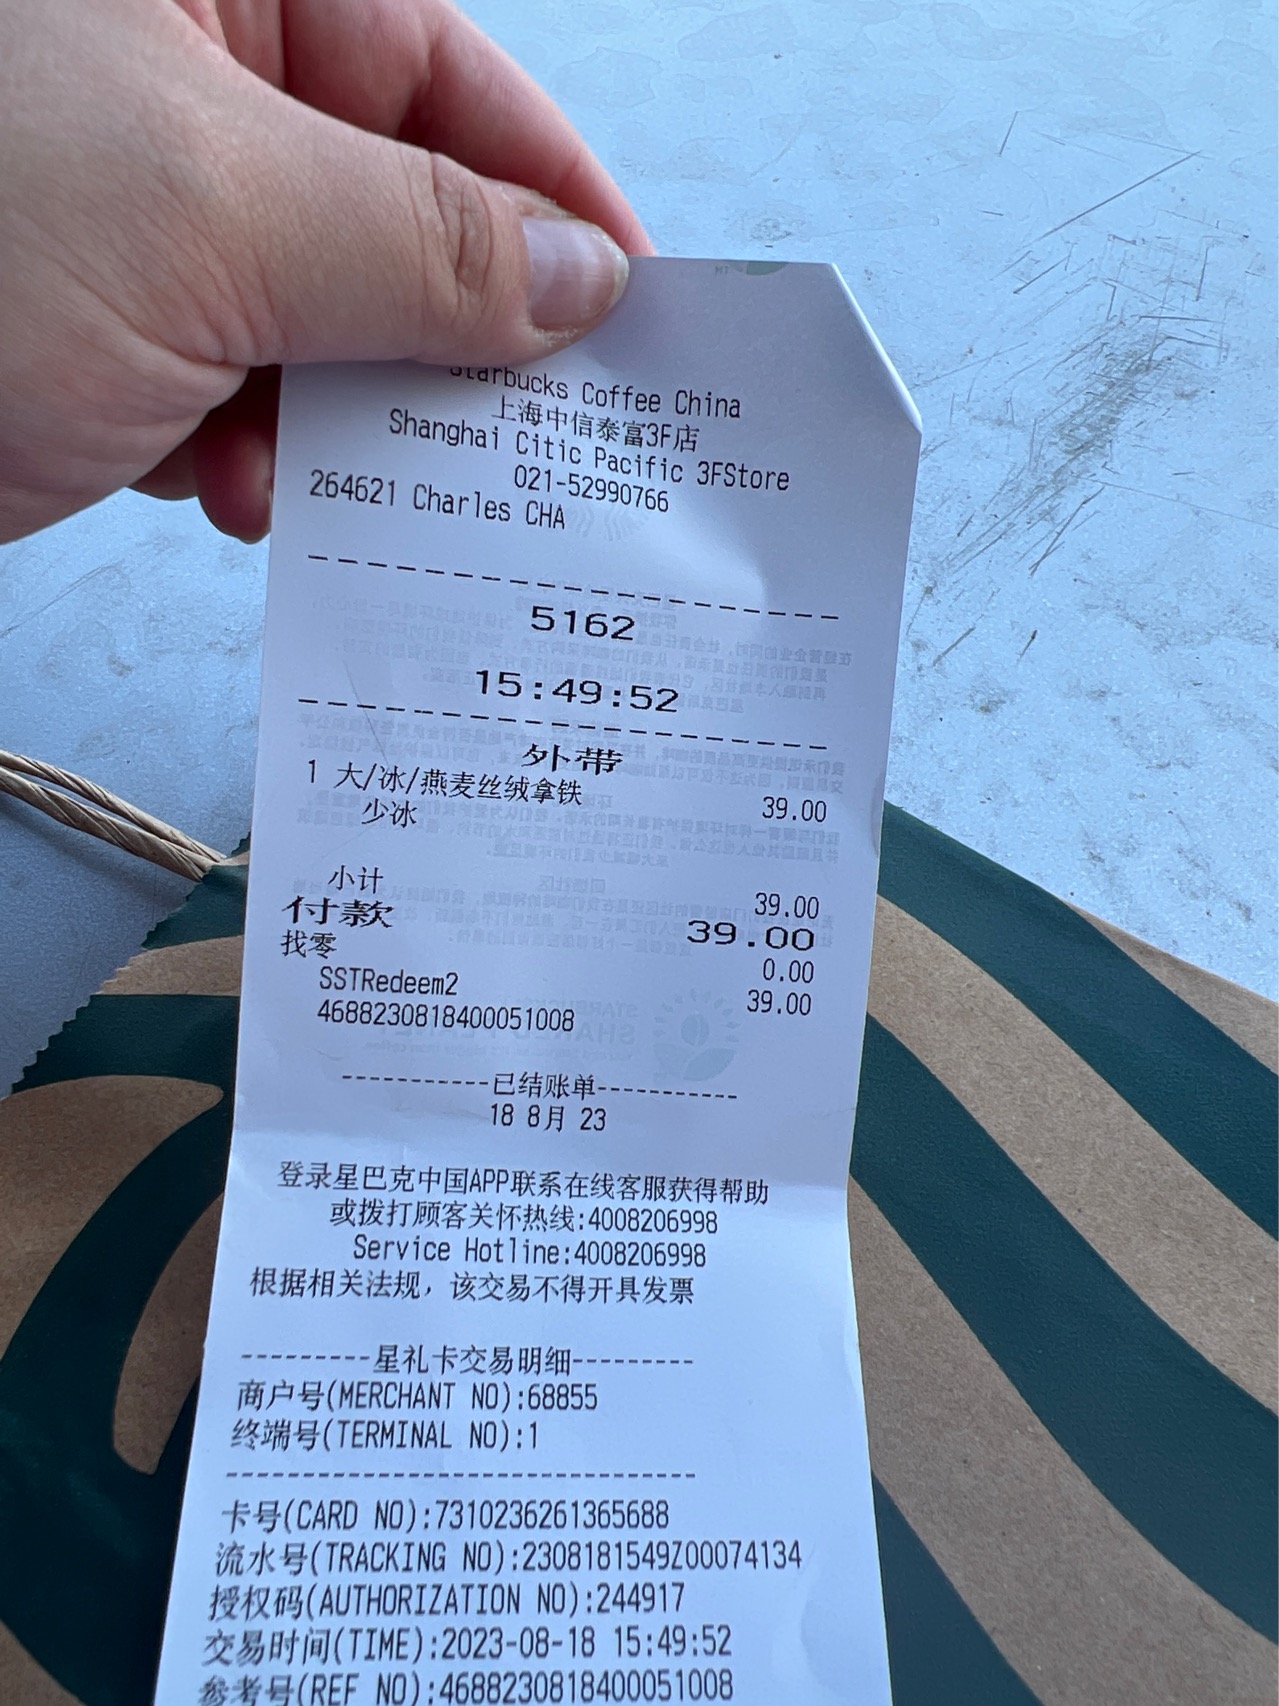 Starbucks Coffee China
上海中信泰富3F店
Shanghai Citic Pacific 3FStore
021-52990766
264621 Charles CHA
5162
15:49:52
外带
1 大/冰/燕麦丝绒拿铁 39.00
少冰
小计 39.00
付款 39.00
找零 0.00
SSTRedeem2 39.00
4688230818400051008
-----------已结账单-----------
18 8月 23
登录星巴克中国APP联系在线客服获得帮助
或拨打顾客关怀热线:4008206998
Service Hotline:4008206998
根据相关法规，该交易不得开具发票
---------星礼卡交易明细---------
商户号(MERCHANT NO):68855
终端号(TERMINAL NO):1
卡号(CARD NO):7310236261365688
流水号(TRACKING NO):2308181549Z00074134
授权码(AUTHORIZATION NO):244917
交易时间(TIME):2023-08-18 15:49:52
参考号(REF NO):4688230818400051008